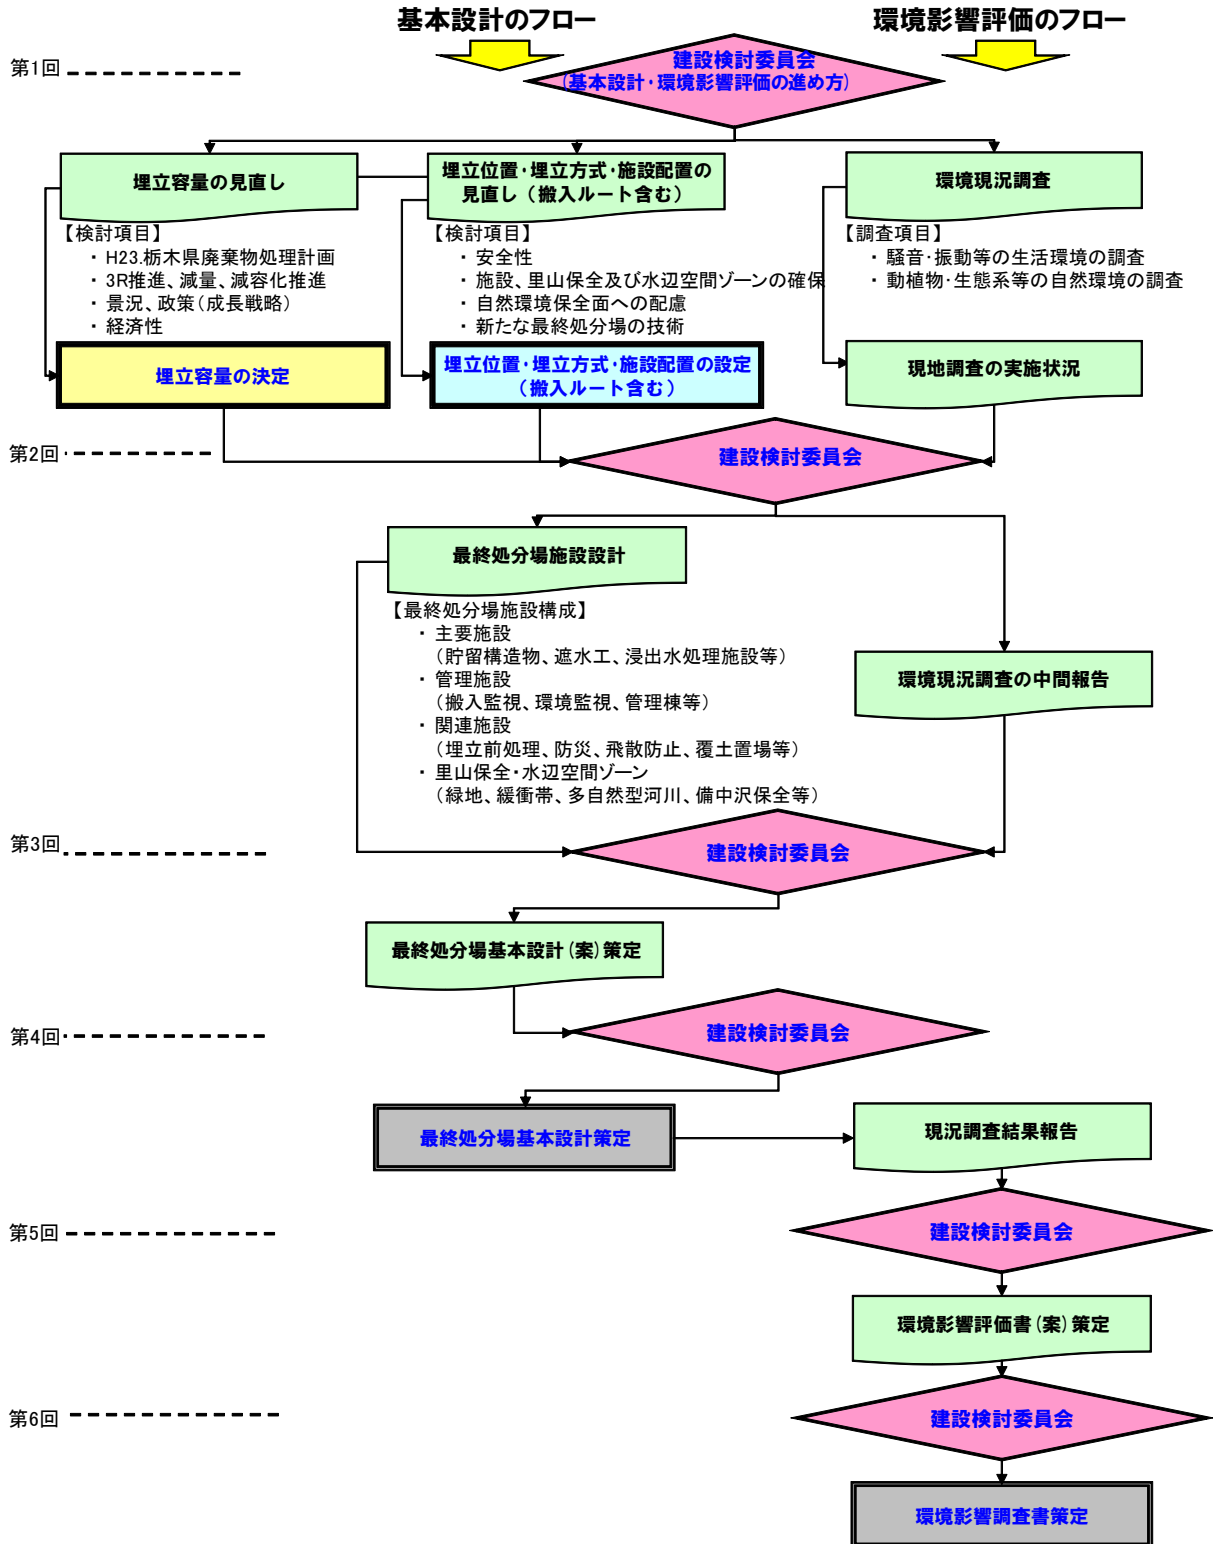 基本設計のフロー
環境影響評価のフロー
第1回
建設検討委員会
(基本設計・環境影響評価の進め方)
埋立容量の見直し
埋立位置・埋立方式・施設配置の
見直し（搬入ルート含む）
環境現況調査
【検討項目】
・ H23.栃木県廃棄物処理計画
・ 3R推進、減量、減容化推進
・ 景況、政策（成長戦略）
・ 経済性
【検討項目】
・ 安全性
・ 施設、里山保全及び水辺空間ゾーンの確保
・ 自然環境保全面への配慮
・ 新たな最終処分場の技術
【調査項目】
・ 騒音・振動等の生活環境の調査
・ 動植物・生態系等の自然環境の調査
埋立容量の決定
埋立位置・埋立方式・施設配置の設定
（搬入ルート含む）
現地調査の実施状況
第2回
建設検討委員会
最終処分場施設設計
【最終処分場施設構成】
・ 主要施設
（貯留構造物、遮水工、浸出水処理施設等）
・ 管理施設
（搬入監視、環境監視、管理棟等）
・ 関連施設
（埋立前処理、防災、飛散防止、覆土置場等）
・ 里山保全・水辺空間ゾーン
（緑地、緩衝帯、多自然型河川、備中沢保全等）
環境現況調査の中間報告
第3回
建設検討委員会
最終処分場基本設計（案）策定
第4回
建設検討委員会
最終処分場基本設計策定
現況調査結果報告
第5回
建設検討委員会
環境影響評価書（案）策定
第6回
建設検討委員会
環境影響調査書策定